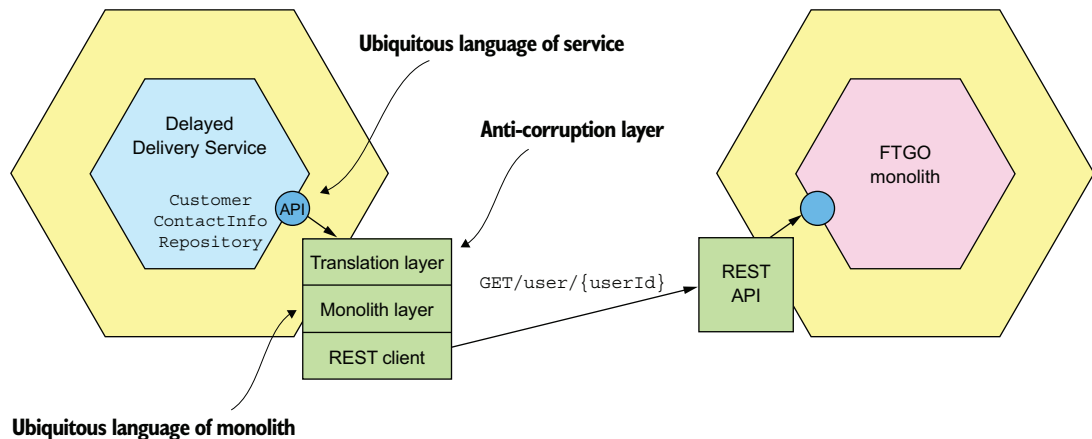 Ubiquitous language of service
Delayed
Delivery Service
Customer
ContactInfo
Repository
API
Anti-corruption layer
Translation layer
Monolith layer
REST client
Ubiquitous language of monolith
GET/user/{userId}
REST
API
FTGO
monolith